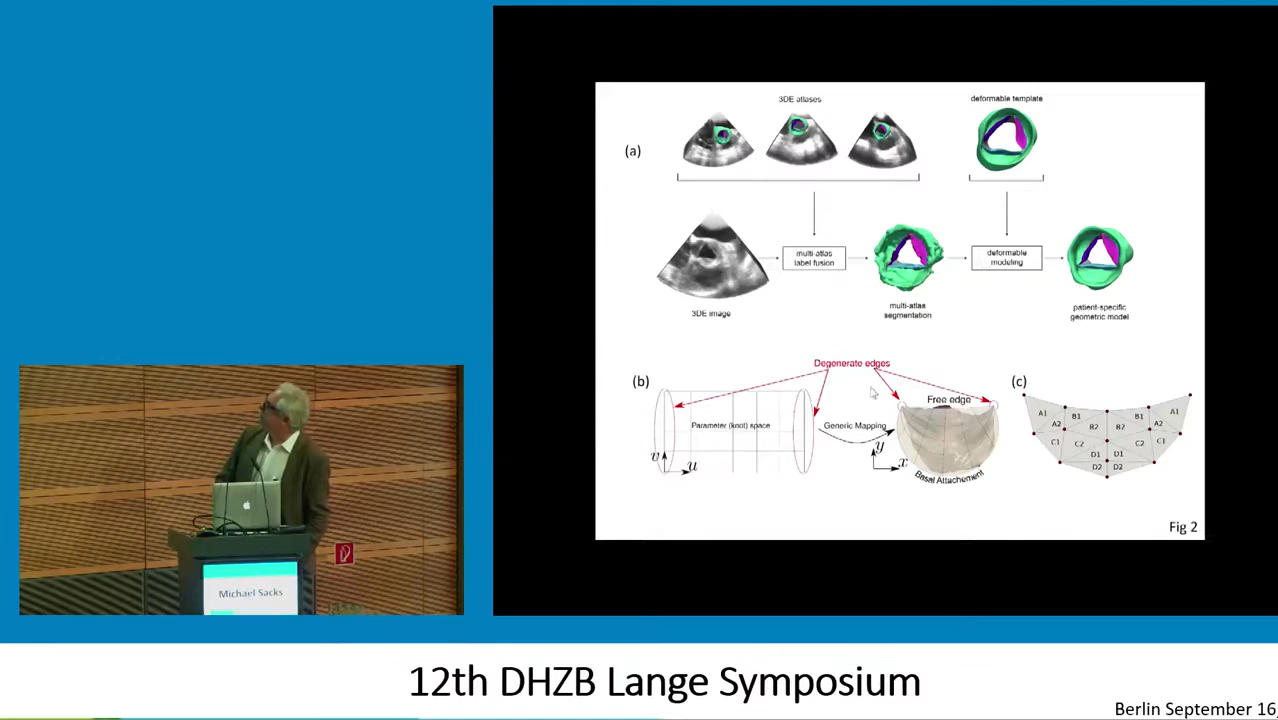 3DE atlases
deformable template
(a)
multi-atlas
label fusion
deformable
modeling
3DE image
multi-atlas
segmentation
patient-specific
geometric model
Degenerate edges
(b)
Parameter (knot) space
v
u
Generic Mapping
y
x
Free edge
Basal Attachement
(c)
A1
B1
B1
A1
A2
B2
B2
A2
C1
C2
C2
C1
D1
D1
D2
D2
Fig 2
Michael Sacks
12th DHZB Lange Symposium
Berlin September 16,